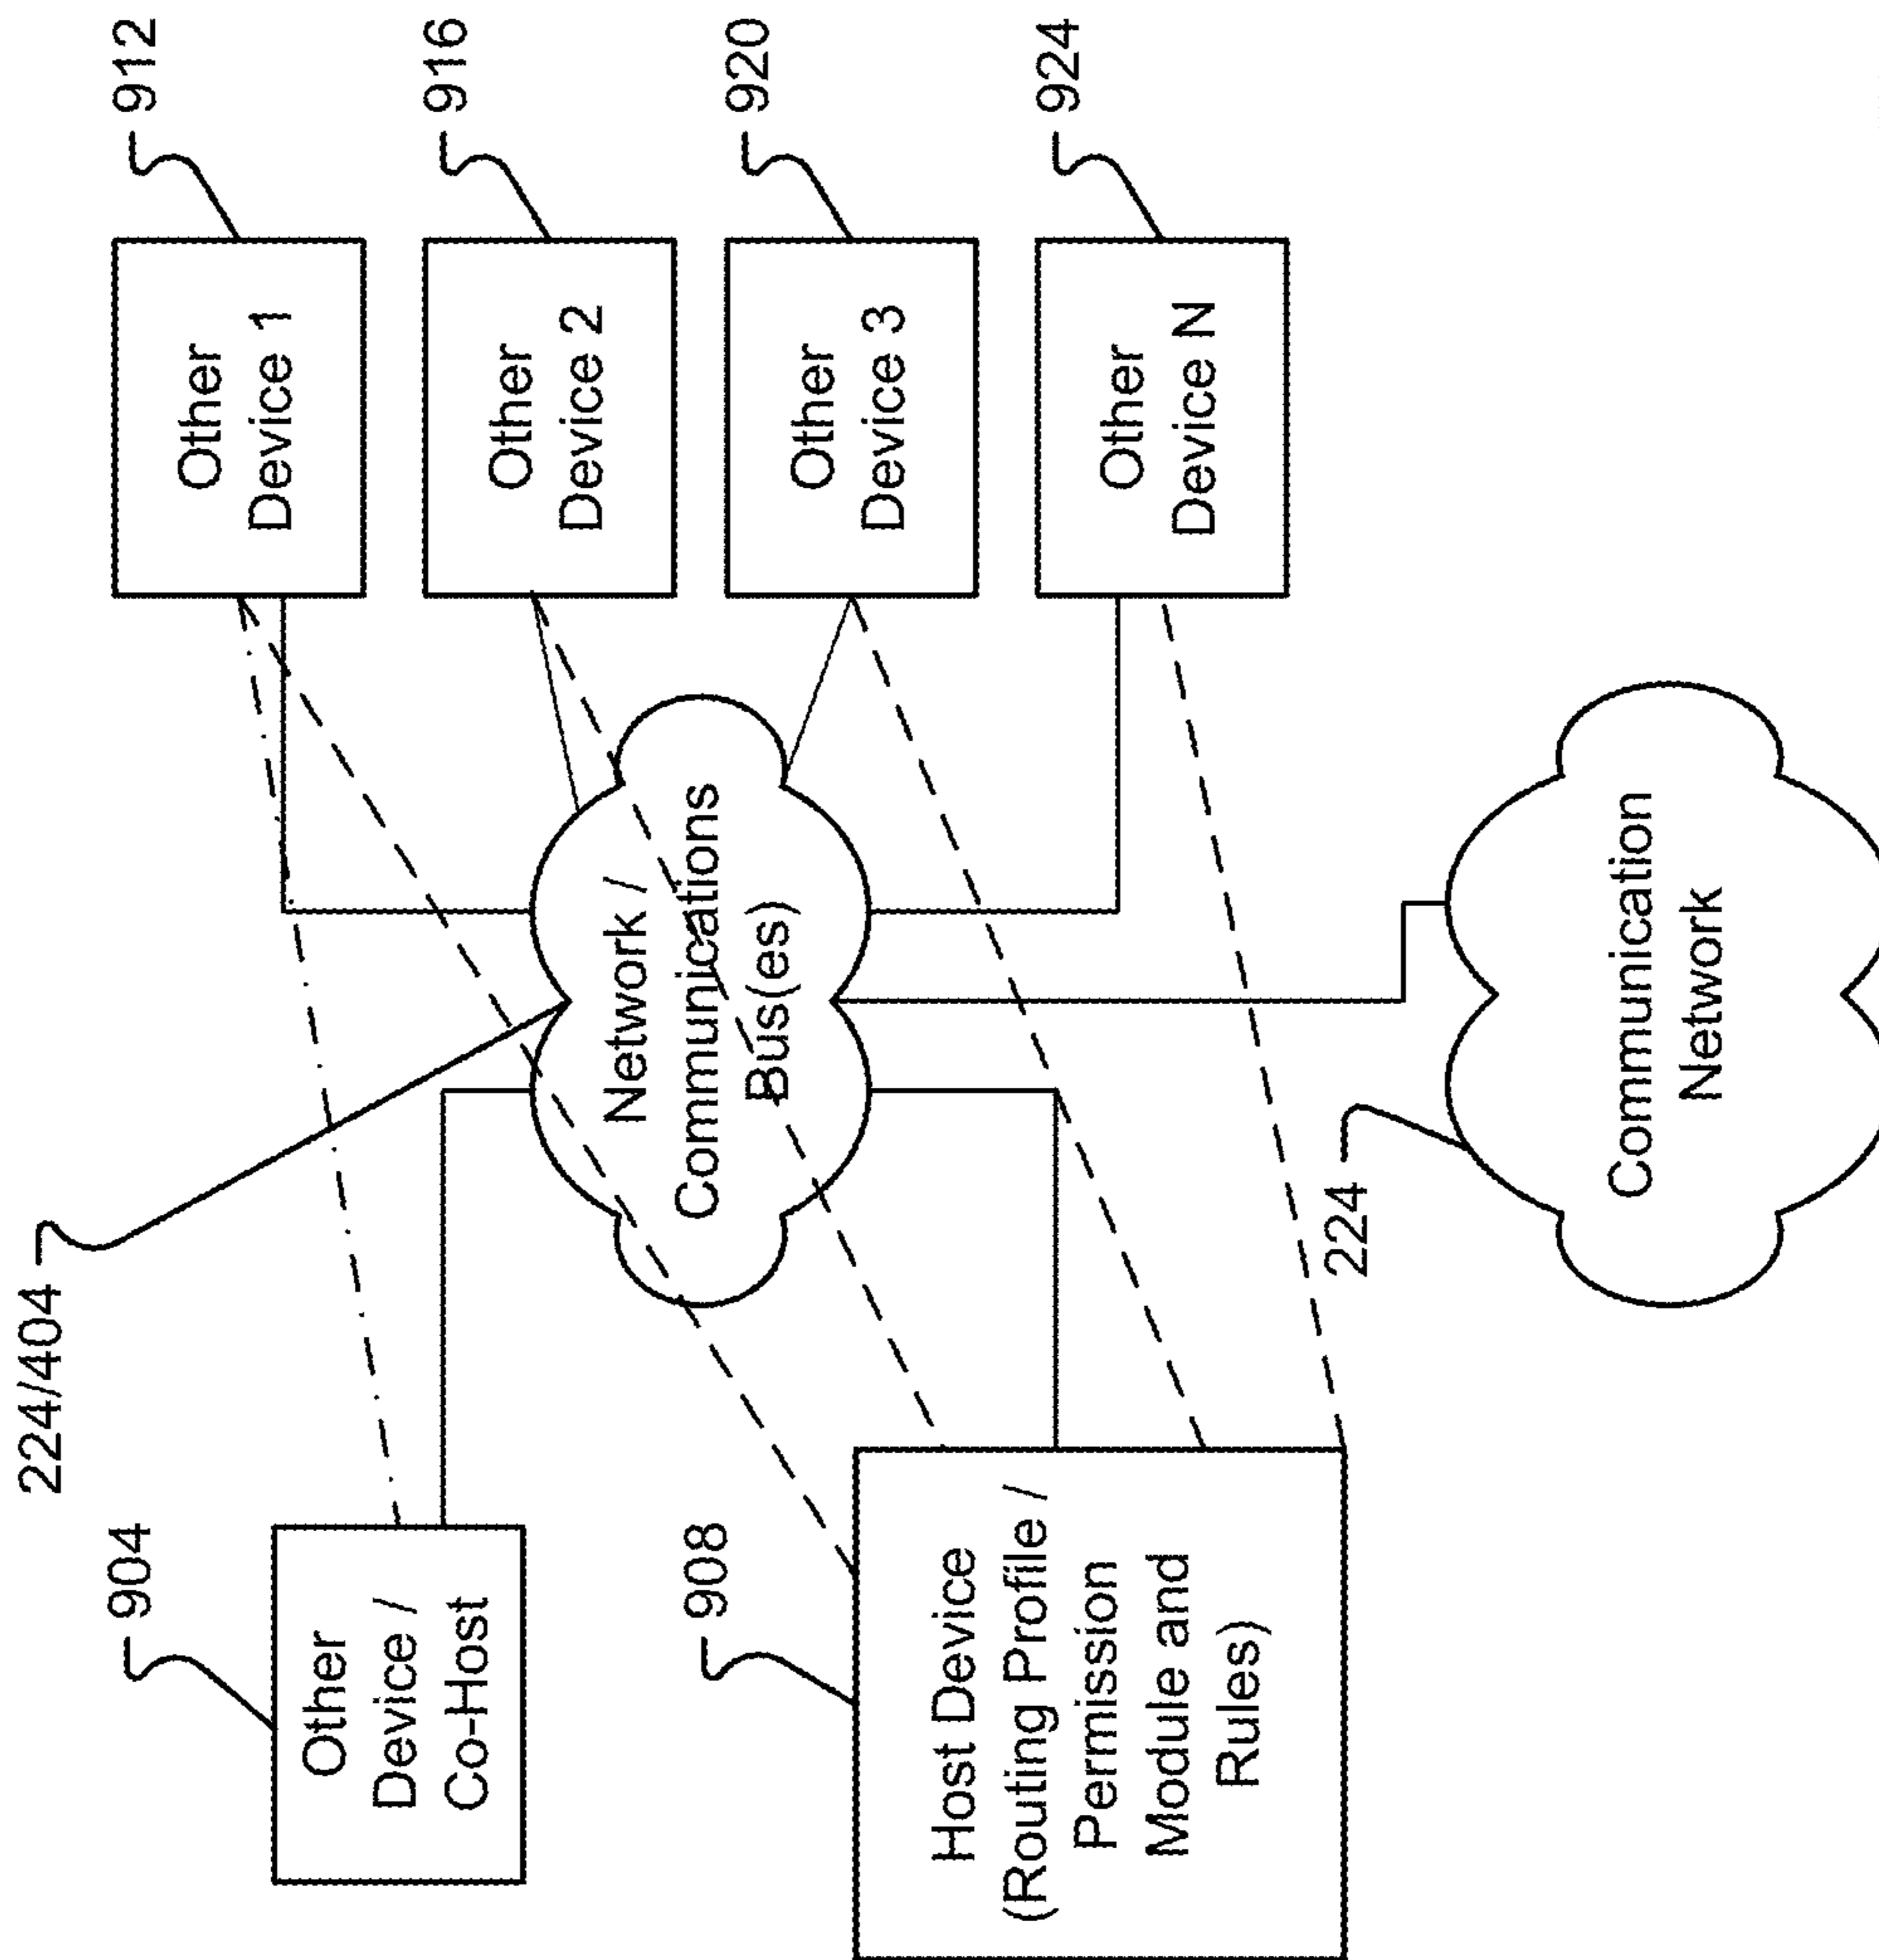 224/404
904
Other
Device /
Co-Host
908
Host Device
(Routing Profile /
Permission
Module and
Rules)
Network /
Communications
Bus(es)
912
Other
Device 1
916
Other
Device 2
920
Other
Device 3
924
Other
Device N
224
Communication
Network